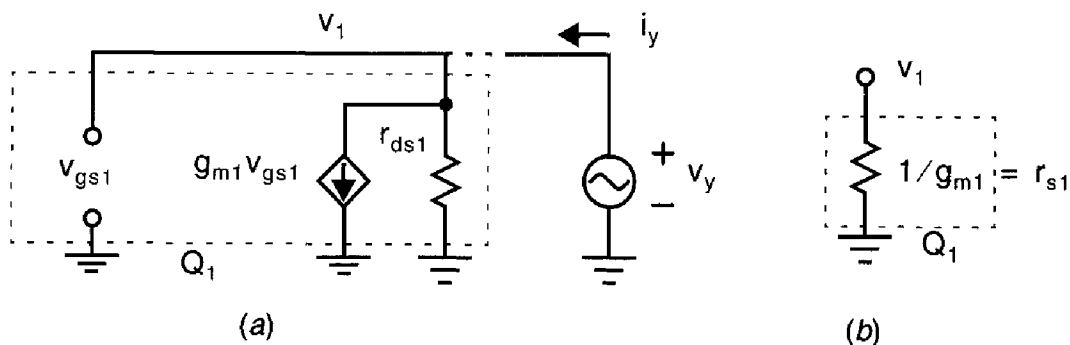 v1
iy
vgs1
gm1vgs1
rds1
+
vy
−
Q1
(a)
v1
1/gm1 = rs1
Q1
(b)